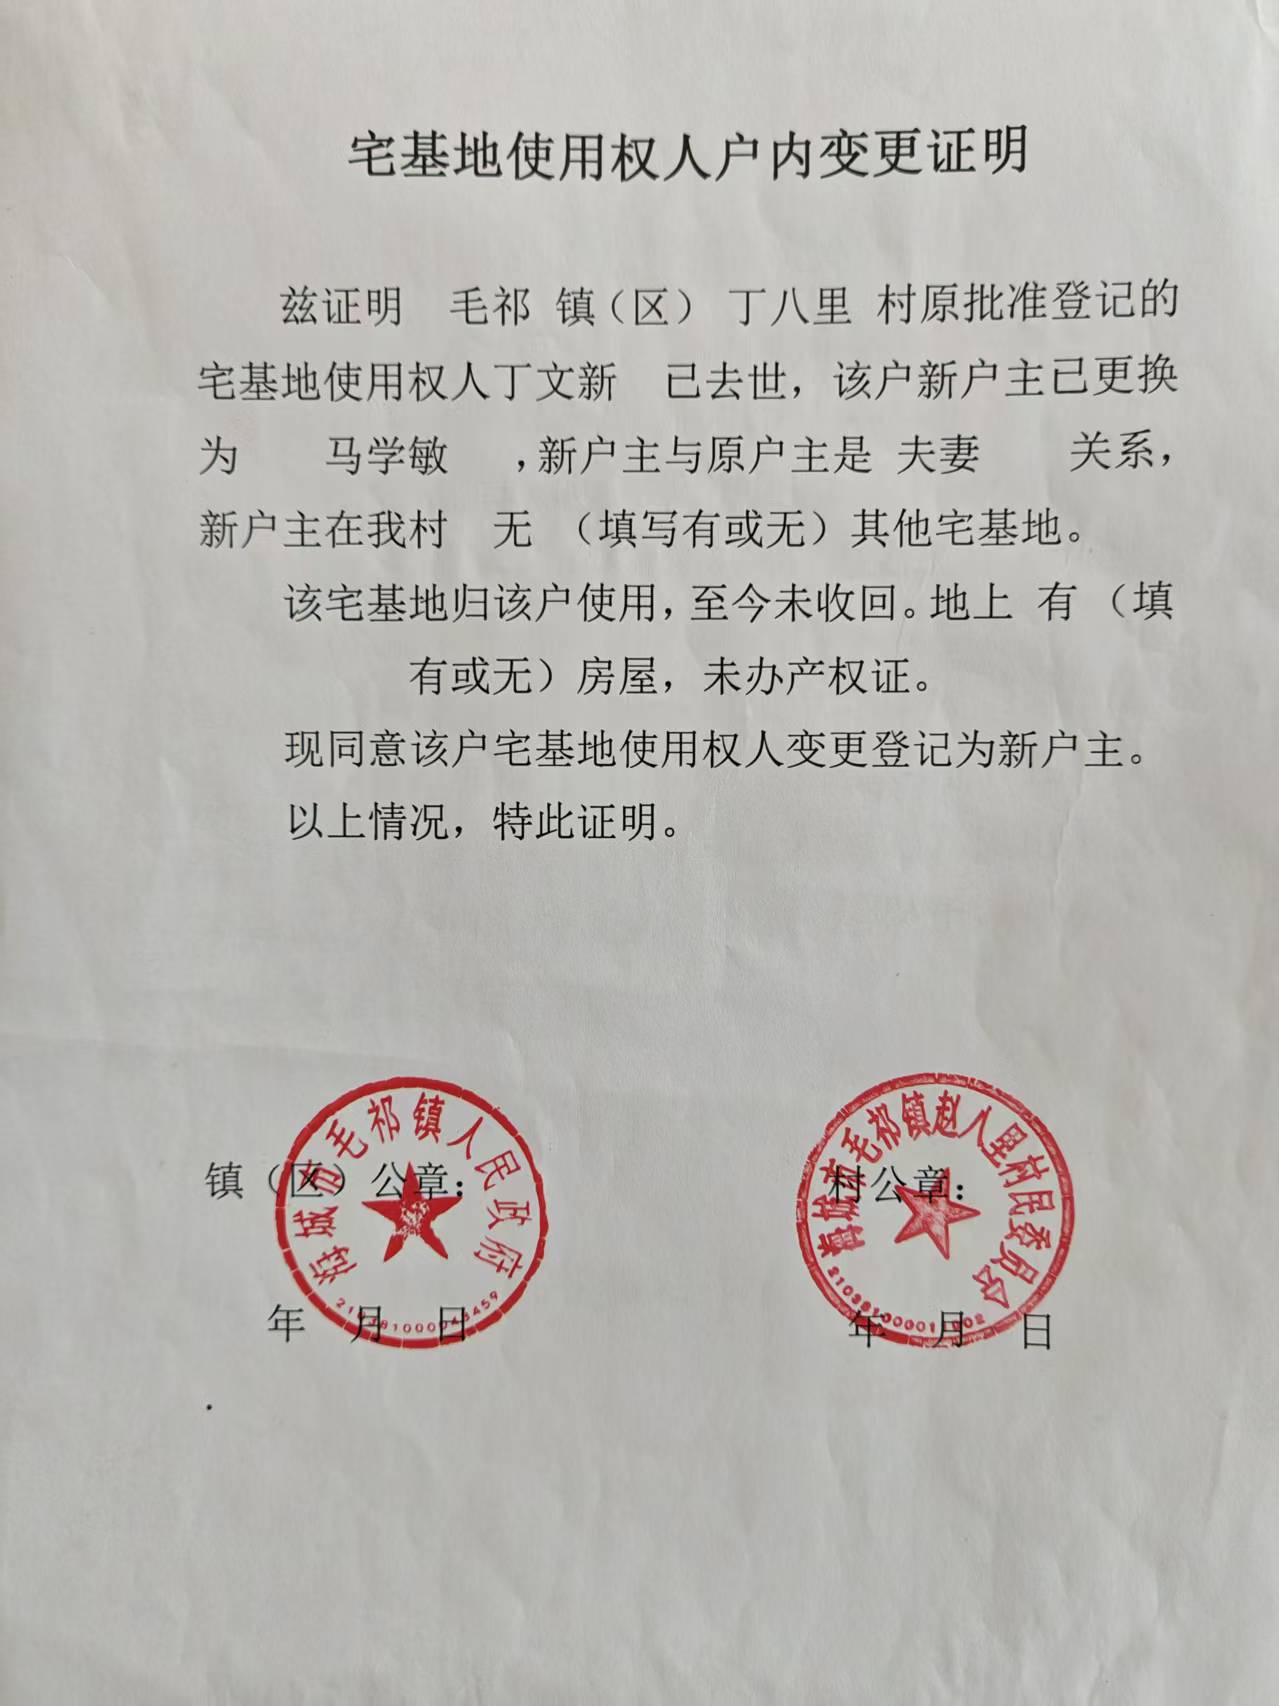 宅基地使用权人户内变更证明
兹证明 毛祁 镇（区） 丁八里 村原批准登记的
宅基地使用权人丁文新 已去世，该户新户主已更换
为 马学敏 ，新户主与原户主是 夫妻 关系，
新户主在我村 无 （填写有或无）其他宅基地。
该宅基地归该户使用，至今未收回。地上 有 （填
有或无）房屋，未办产权证。
现同意该户宅基地使用权人变更登记为新户主。
以上情况，特此证明。
海城市毛祁镇人民政府
镇（区）公章：
年 月 日
海城市毛祁镇赵八里村民委员会
村公章：
年 月 日